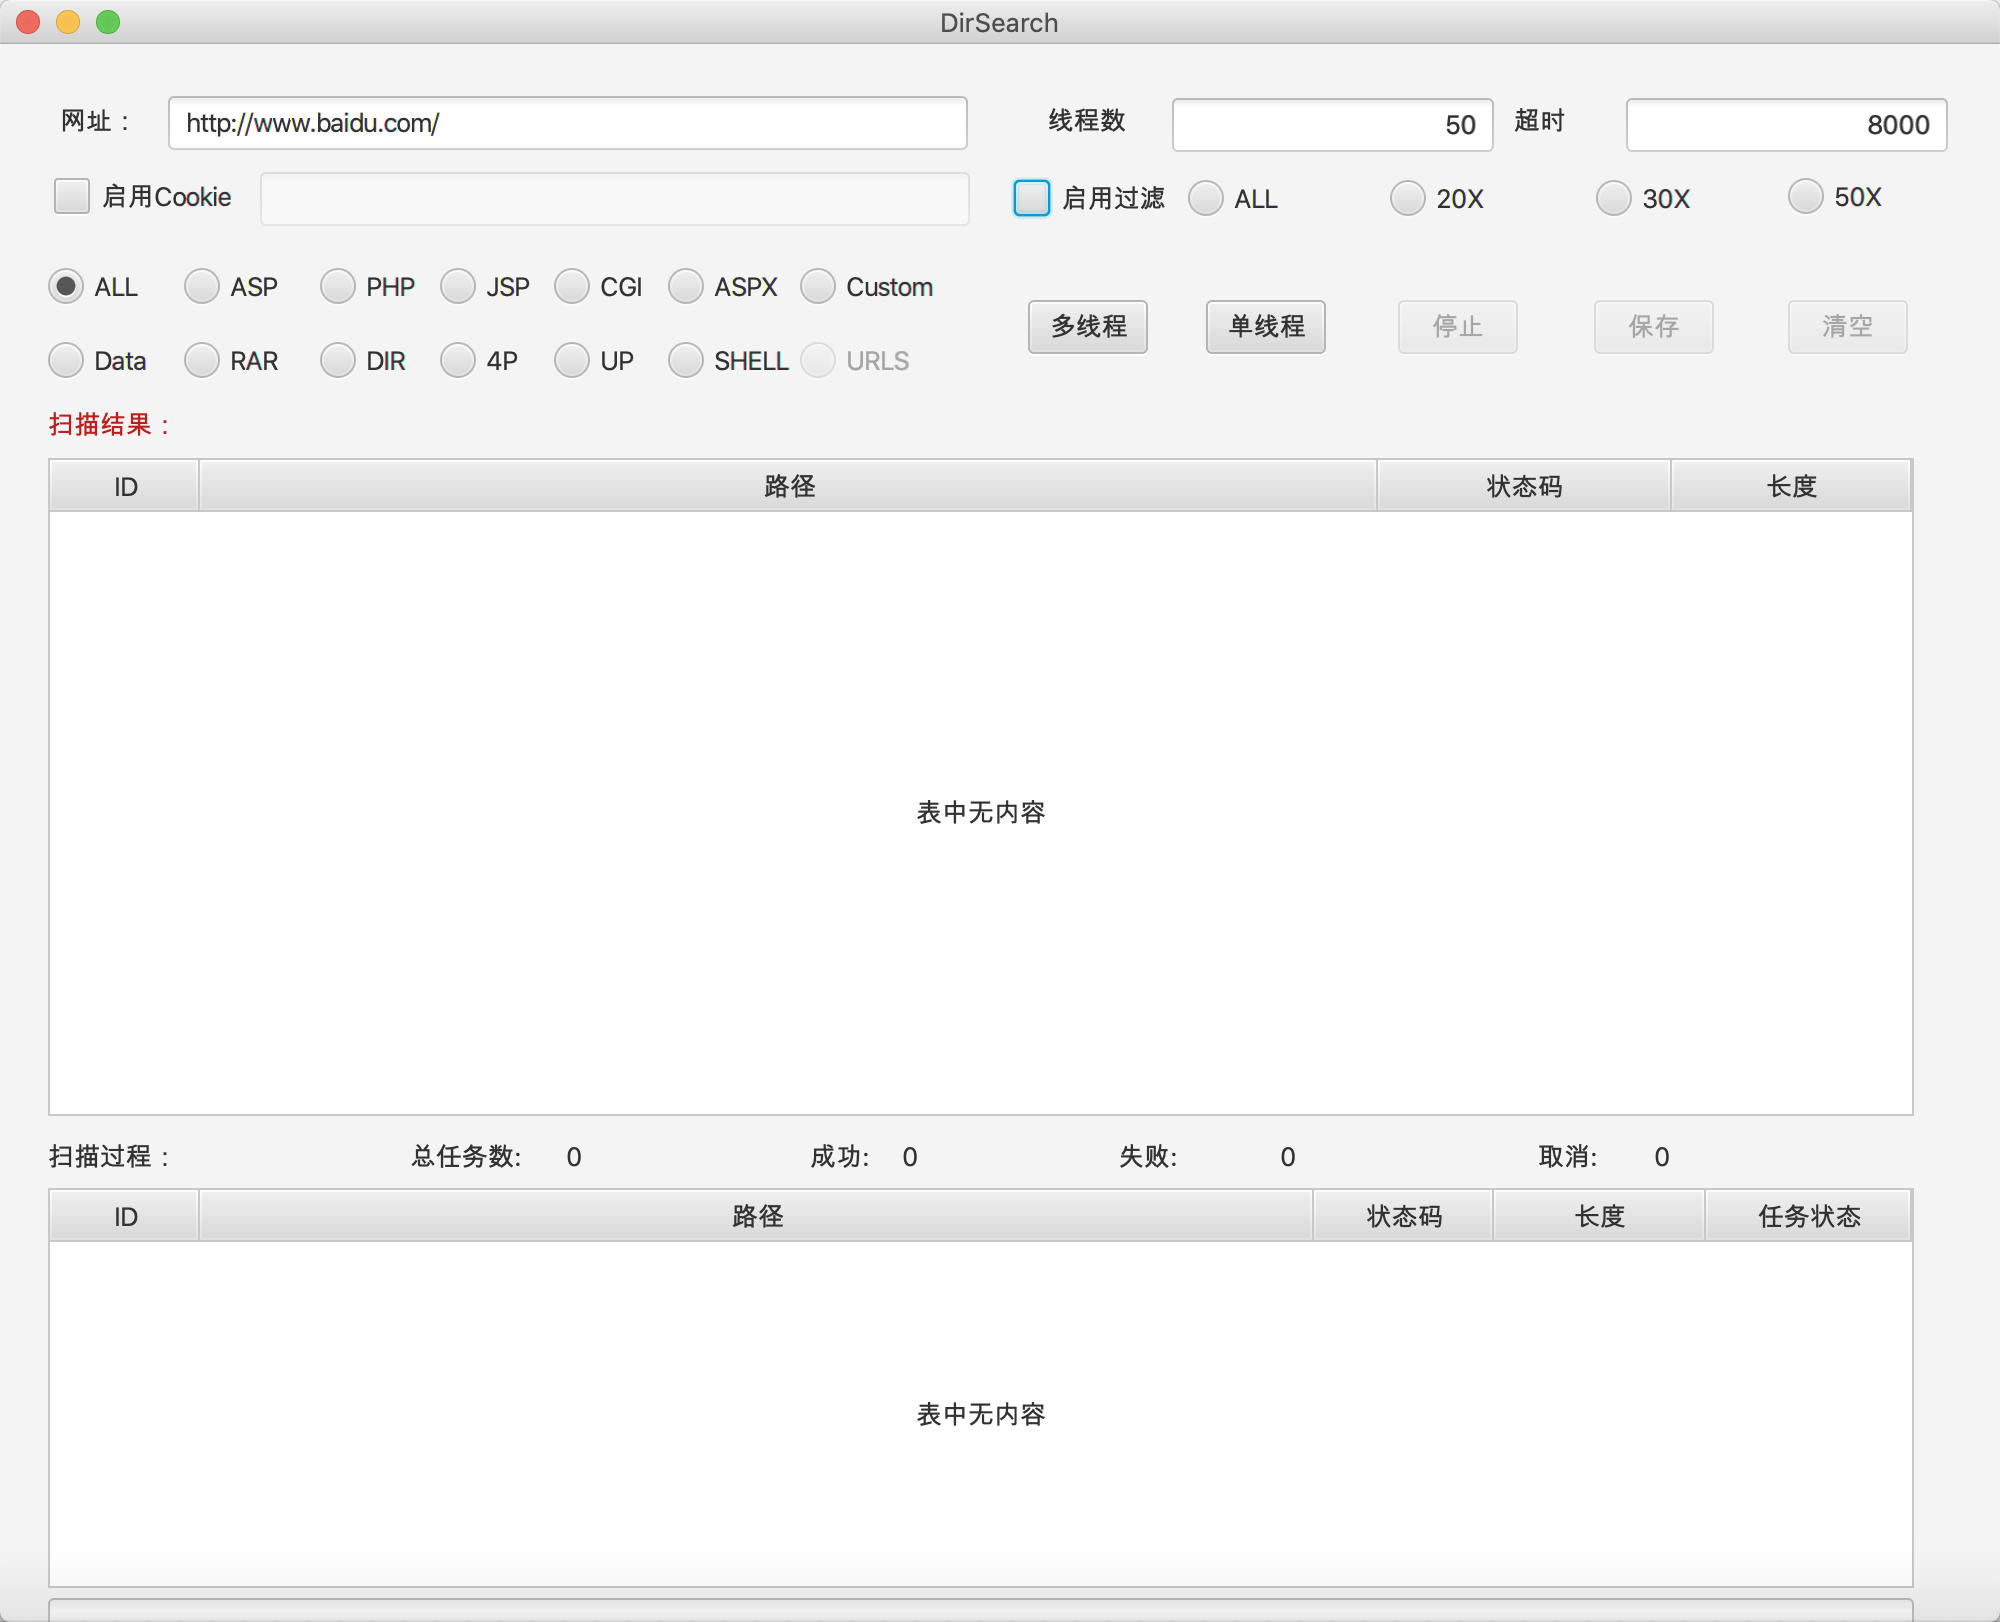 DirSearch
网址： http://www.baidu.com/ 线程数 50 超时 8000
启用Cookie 启用过滤 ALL 20X 30X 50X
ALL ASP PHP JSP CGI ASPX Custom
多线程 单线程 停止 保存 清空
Data RAR DIR 4P UP SHELL URLS
扫描结果：
ID 路径 状态码 长度
表中无内容
扫描过程： 总任务数: 0 成功: 0 失败: 0 取消: 0
ID 路径 状态码 长度 任务状态
表中无内容